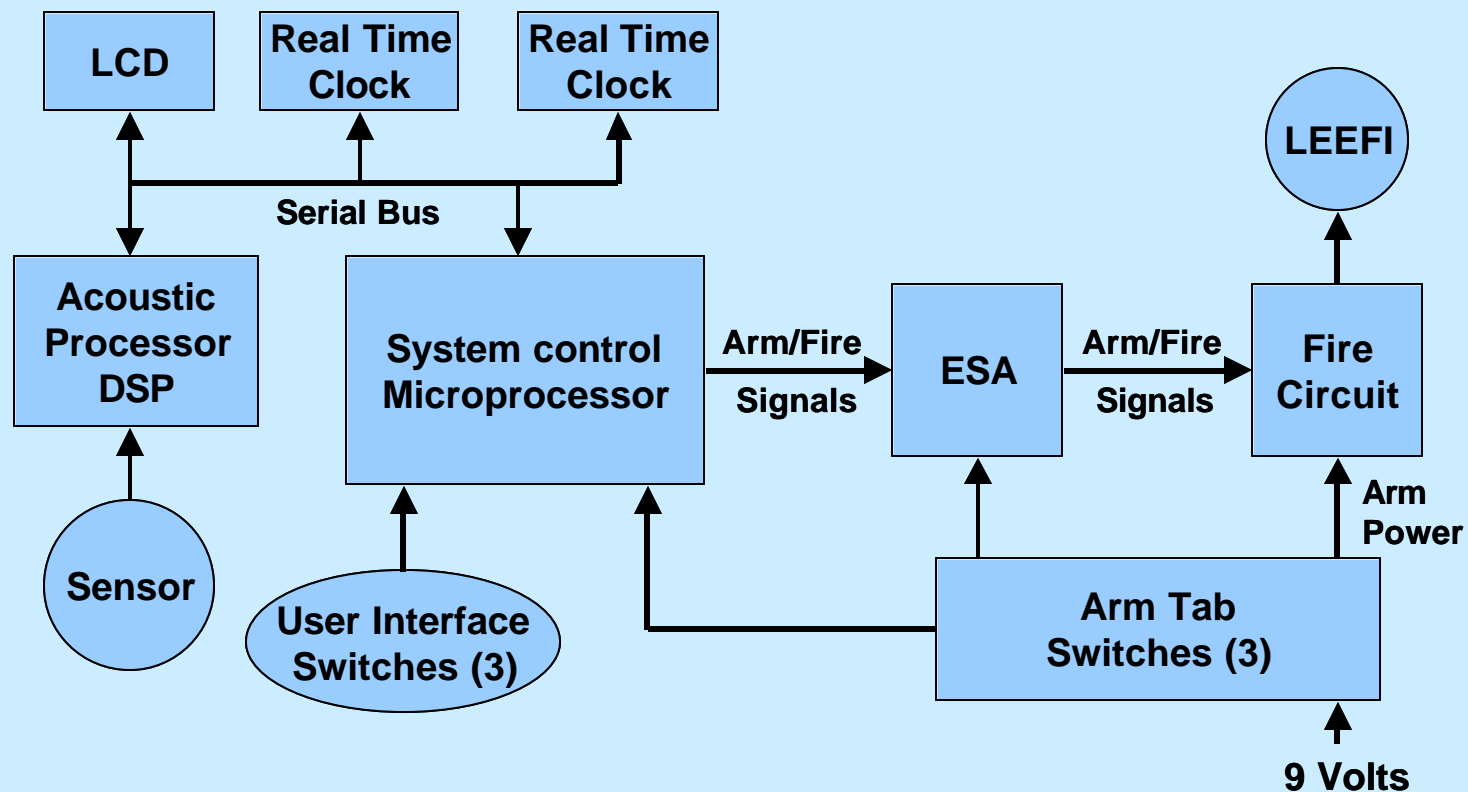 LCD
Real Time
Clock
Real Time
Clock
LEEFI
Serial Bus
Acoustic
Processor
DSP
System control
Microprocessor
Arm/Fire
Signals
ESA
Arm/Fire
Signals
Fire
Circuit
Arm
Power
Sensor
User Interface
Switches (3)
Arm Tab
Switches (3)
9 Volts